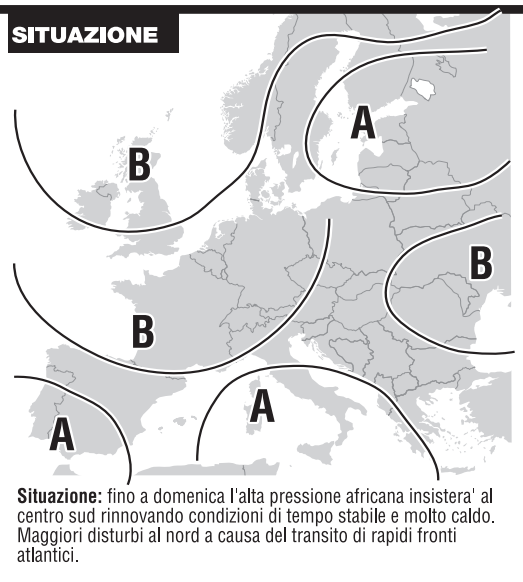 SITUAZIONE
A
B
B
B
A
A
Situazione: fino a domenica l'alta pressione africana insistera' al
centro sud rinnovando condizioni di tempo stabile e molto caldo.
Maggiori disturbi al nord a causa del transito di rapidi fronti
atlantici.